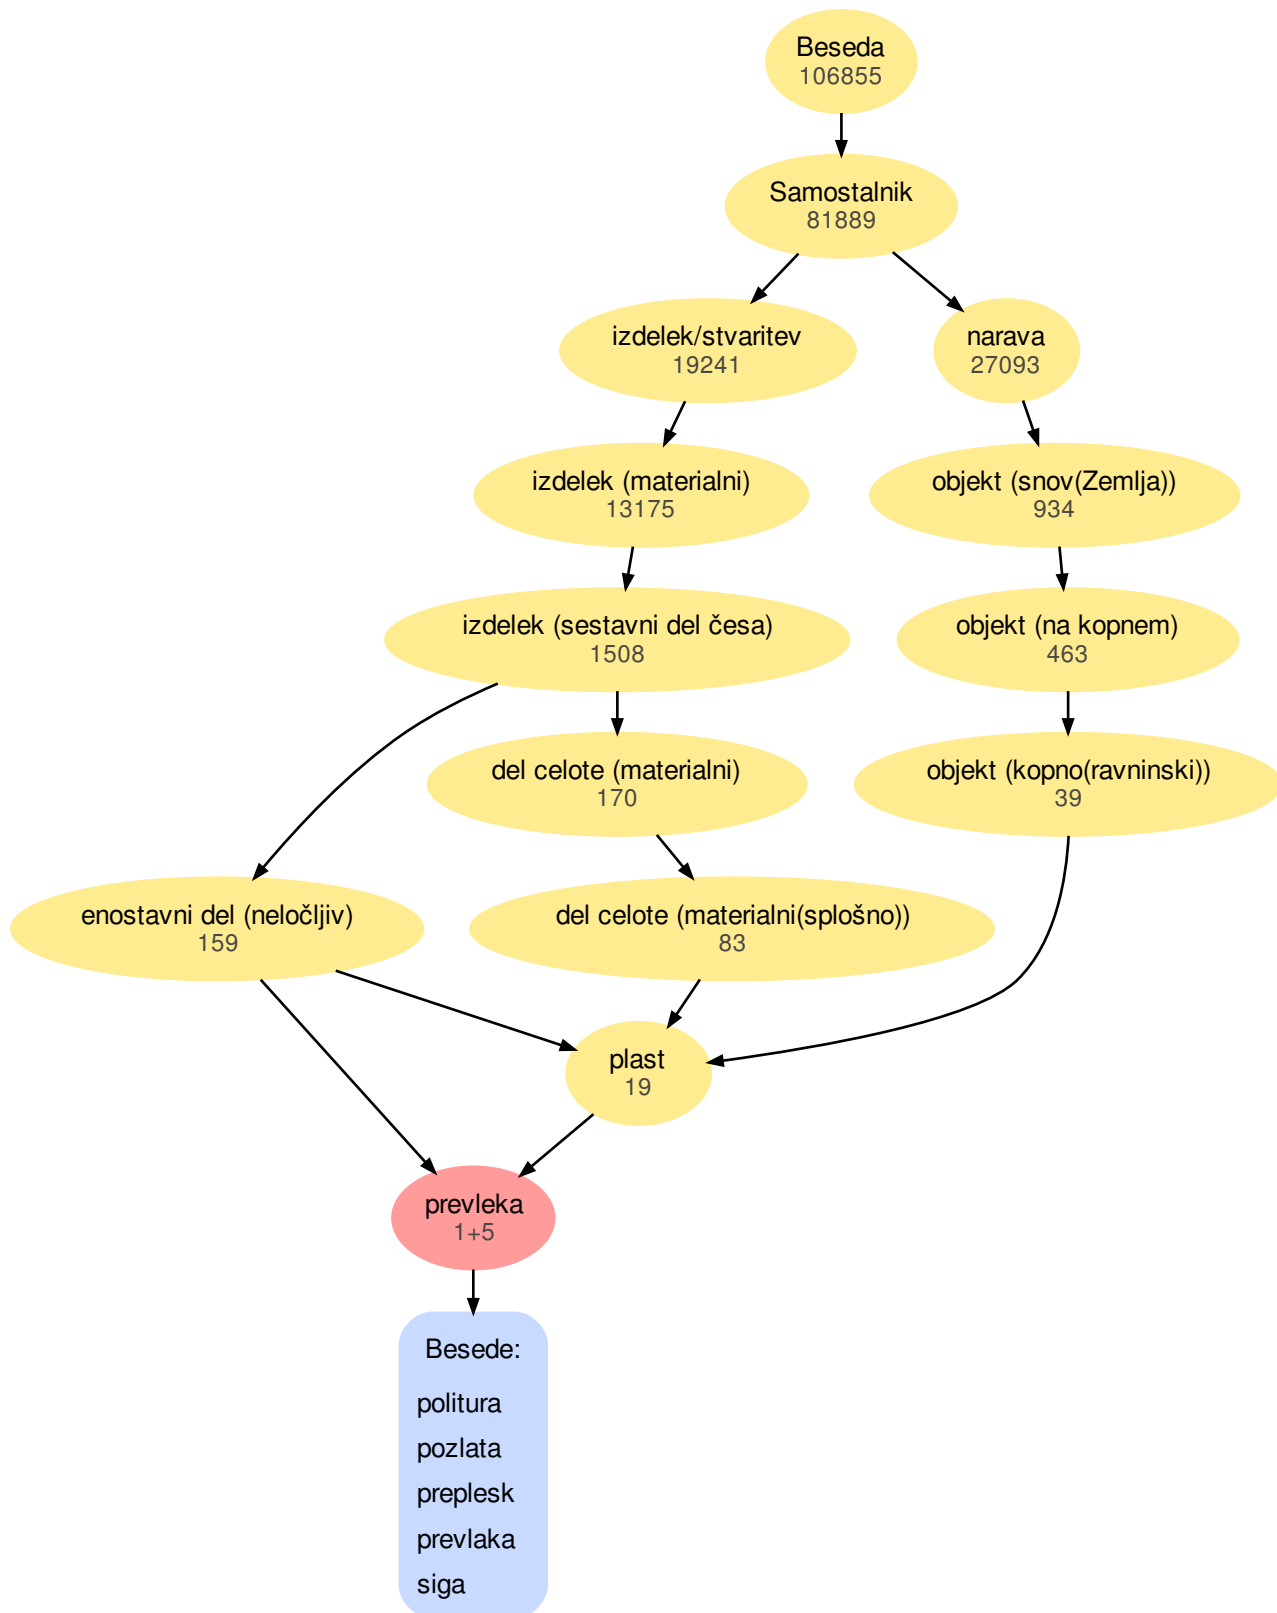 Beseda
106855
Samostalnik
81889
izdelek/stvaritev
19241
narava
27093
izdelek (materialni)
13175
objekt (snov(Zemlja))
934
izdelek (sestavni del česa)
1508
objekt (na kopnem)
463
del celote (materialni)
170
objekt (kopno(ravninski))
39
enostavni del (neločljiv)
159
del celote (materialni(splošno))
83
plast
19
prevleka
1+5
Besede:
politura
pozlata
preplesk
prevlaka
siga